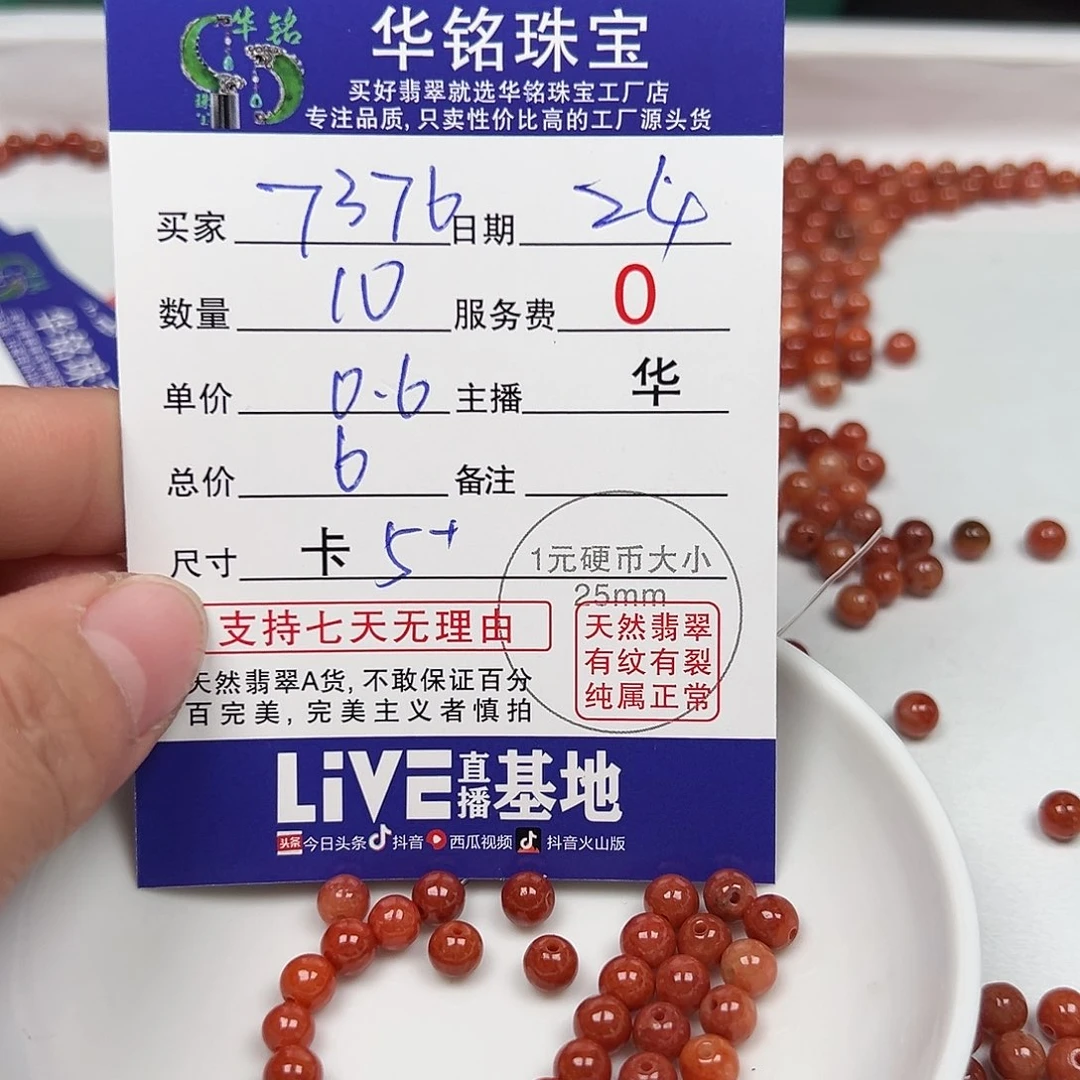 华铭
珠宝
华铭珠宝
买好翡翠就选华铭珠宝工厂店
专注品质,只卖性价比高的工厂源头货
买家 7376 日期 24
数量 10 服务费 0
单价 0.6 主播 华
总价 6 备注
尺寸 卡 5+
1元硬币大小
25mm
支持七天无理由
天然翡翠
有纹有裂
纯属正常
天然翡翠A货,不敢保证百分
百完美,完美主义者慎拍
LiVE直播基地
头条 今日头条 抖音 西瓜视频 抖音火山版